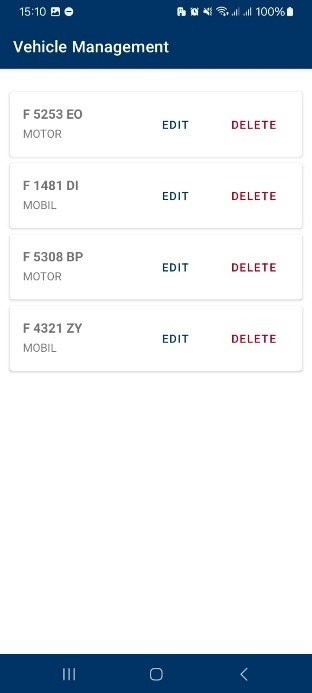 15:10 100%
Vehicle Management
F 5253 EO
MOTOR
EDIT DELETE
F 1481 DI
MOBIL
EDIT DELETE
F 5308 BP
MOTOR
EDIT DELETE
F 4321 ZY
MOBIL
EDIT DELETE